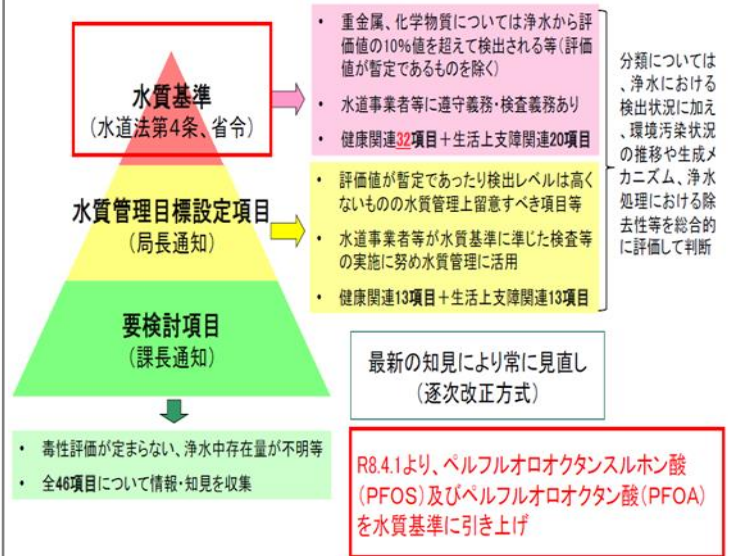 水質基準
(水道法第4条、省令)
• 重金属、化学物質については浄水から評
価値の10%値を超えて検出される等(評価
値が暫定であるものを除く)
• 水道事業者等に遵守義務・検査義務あり
• 健康関連32項目+生活上支障関連20項目
水質管理目標設定項目
(局長通知)
• 評価値が暫定であったり検出レベルは高く
ないものの水質管理上留意すべき項目等
• 水道事業者等が水質基準に準じた検査等
の実施に努め水質管理に活用
• 健康関連13項目+生活上支障関連13項目
分類については
、浄水における
検出状況に加え
、環境汚染状況
の推移や生成メ
カニズム、浄水
処理における除
去性等を総合的
に評価して判断
要検討項目
(課長通知)
• 毒性評価が定まらない、浄水中存在量が不明等
• 全46項目について情報・知見を収集
最新の知見により常に見直し
(逐次改正方式)
R8.4.1より、ペルフルオロオクタンスルホン酸
(PFOS)及びペルフルオロオクタン酸(PFOA)
を水質基準に引き上げ